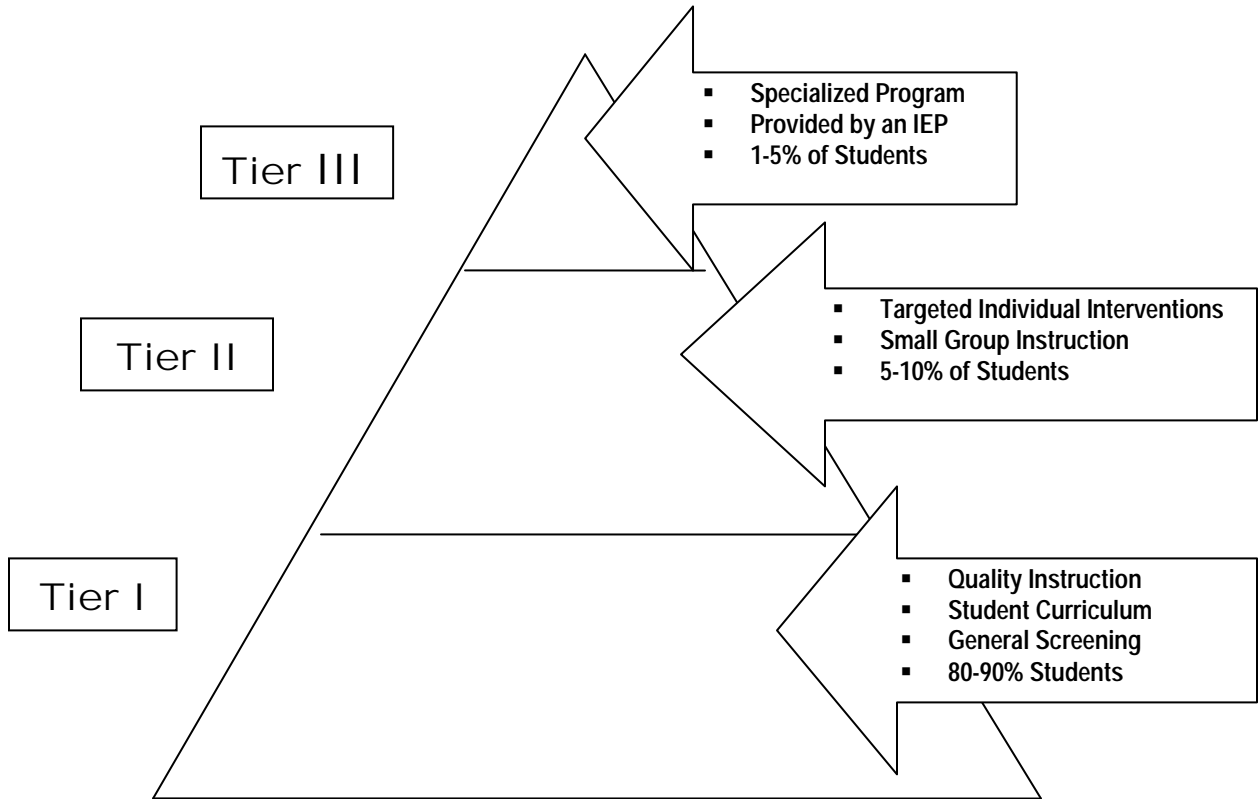 Tier III
▪ Specialized Program
▪ Provided by an IEP
▪ 1-5% of Students
Tier II
▪ Targeted Individual Interventions
▪ Small Group Instruction
▪ 5-10% of Students
Tier I
▪ Quality Instruction
▪ Student Curriculum
▪ General Screening
▪ 80-90% Students